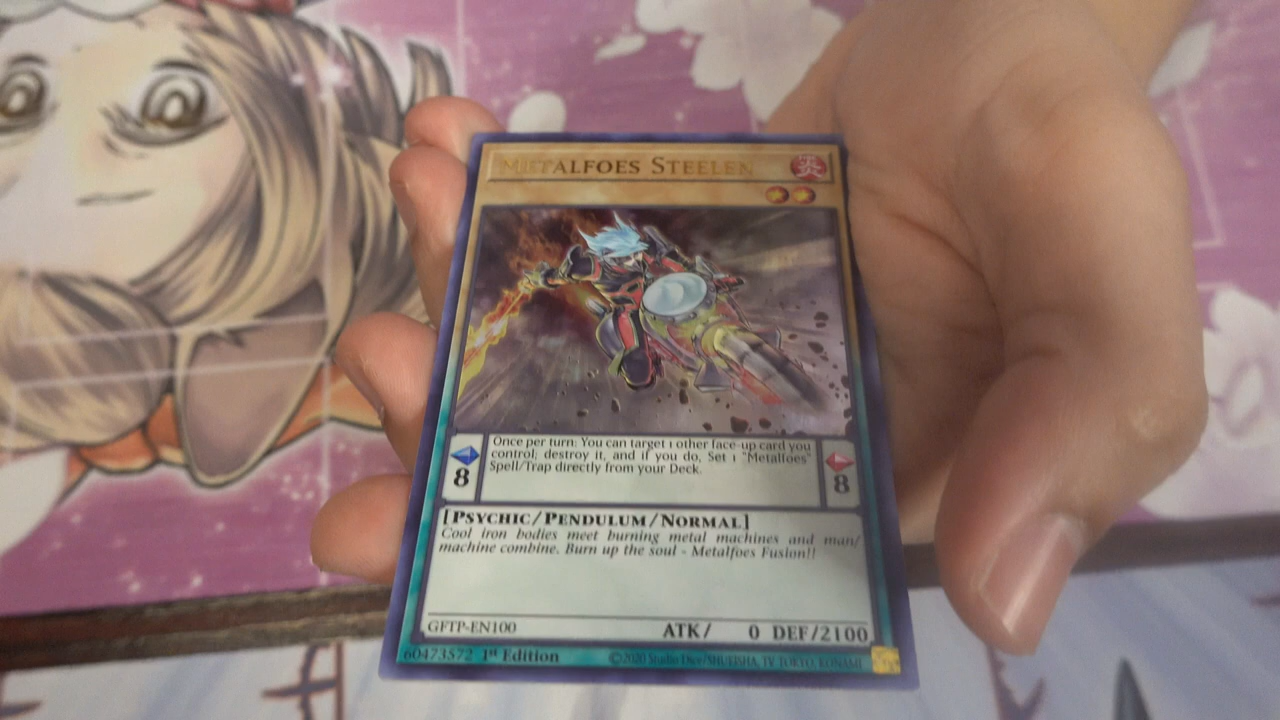 METALFOES STEELEN
炎
8
Once per turn: You can target 1 other face-up card you
control; destroy it, and if you do, Set 1 "Metalfoes"
Spell/Trap directly from your Deck.
8
[PSYCHIC/PENDULUM/NORMAL]
Cool iron bodies meet burning metal machines and man/
machine combine. Burn up the soul - Metalfoes Fusion!!
GFTP-EN100 ATK/ 0 DEF/2100
60473572 1st Edition ©2020 Studio Dice/SHUEISHA, TV TOKYO, KONAMI